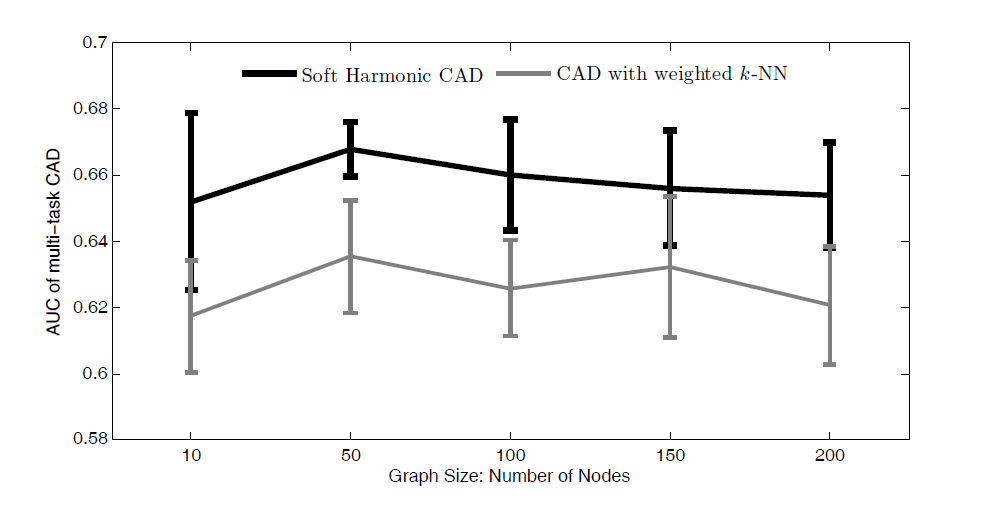 0.7
Soft Harmonic CAD
CAD with weighted k-NN
0.68
0.66
0.64
0.62
0.6
0.58
AUC of multi−task CAD
10 50 100 150 200
Graph Size: Number of Nodes